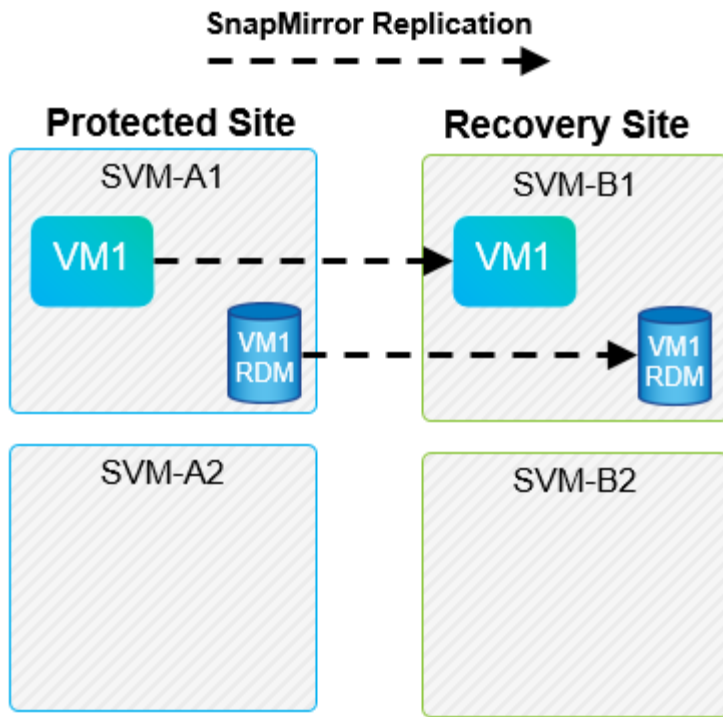 SnapMirror Replication
Protected Site
Recovery Site
SVM-A1
SVM-B1
VM1
VM1
VM1
RDM
VM1
RDM
SVM-A2
SVM-B2